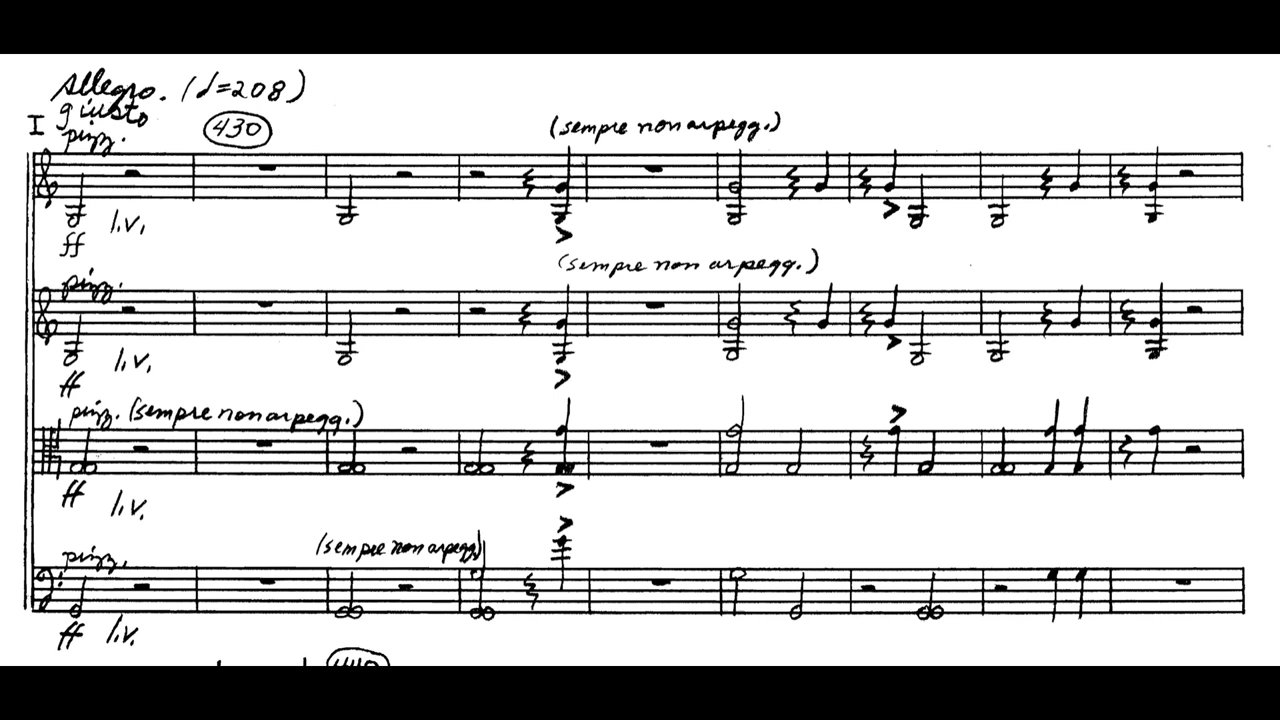 Allegro. (𝅗𝅥=208)
giusto
I
pizz.
430
(sempre non arpegg.)
l.v.
ff
(sempre non arpegg.)
pizz.
l.v.
ff
pizz. (sempre non arpegg.)
ff
l.v.
pizz.
(sempre non arpegg.)
ff
l.v.